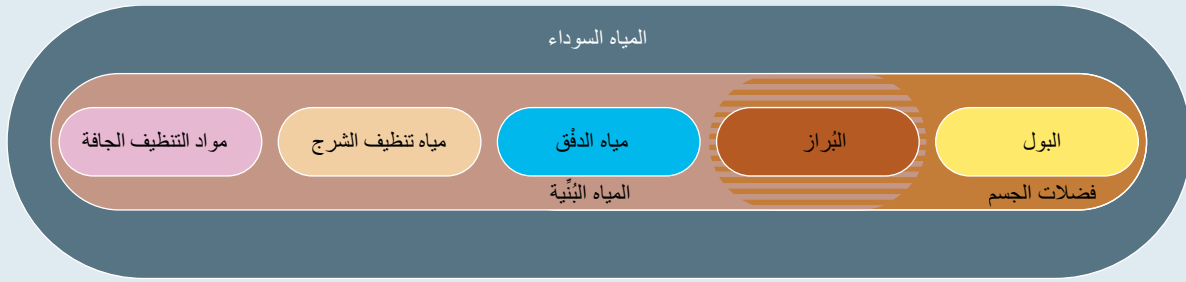 المياه السوداء
البول
البُراز
مياه الدفْق
مياه تنظيف الشرج
مواد التنظيف الجافة
فضلات الجسم
المياه البُنِّية